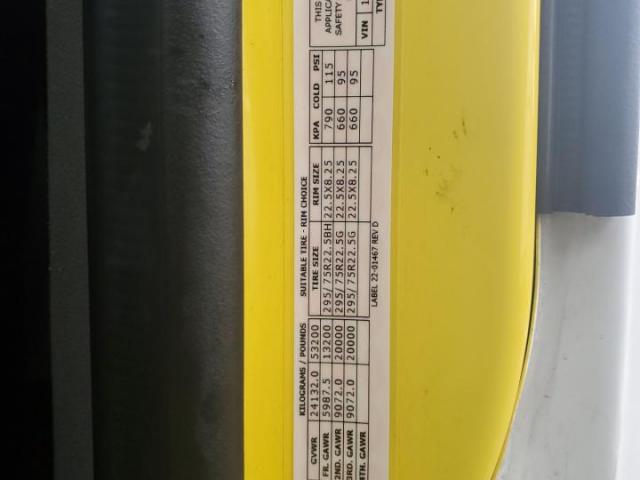 THIS
APPLICA
SAFETY
VIN 1
TYP
KILOGRAMS / POUNDS SUITABLE TIRE - RIM CHOICE
TIRE SIZE RIM SIZE KPA COLD PSI
GVWR 24132.0 53200
FR. GAWR 5987.5 13200 295/75R22.5BH 22.5X8.25 790 115
2ND. GAWR 9072.0 20000 295/75R22.5G 22.5X8.25 660 95
3RD. GAWR 9072.0 20000 295/75R22.5G 22.5X8.25 660 95
4TH. GAWR
LABEL 22-01467 REV D